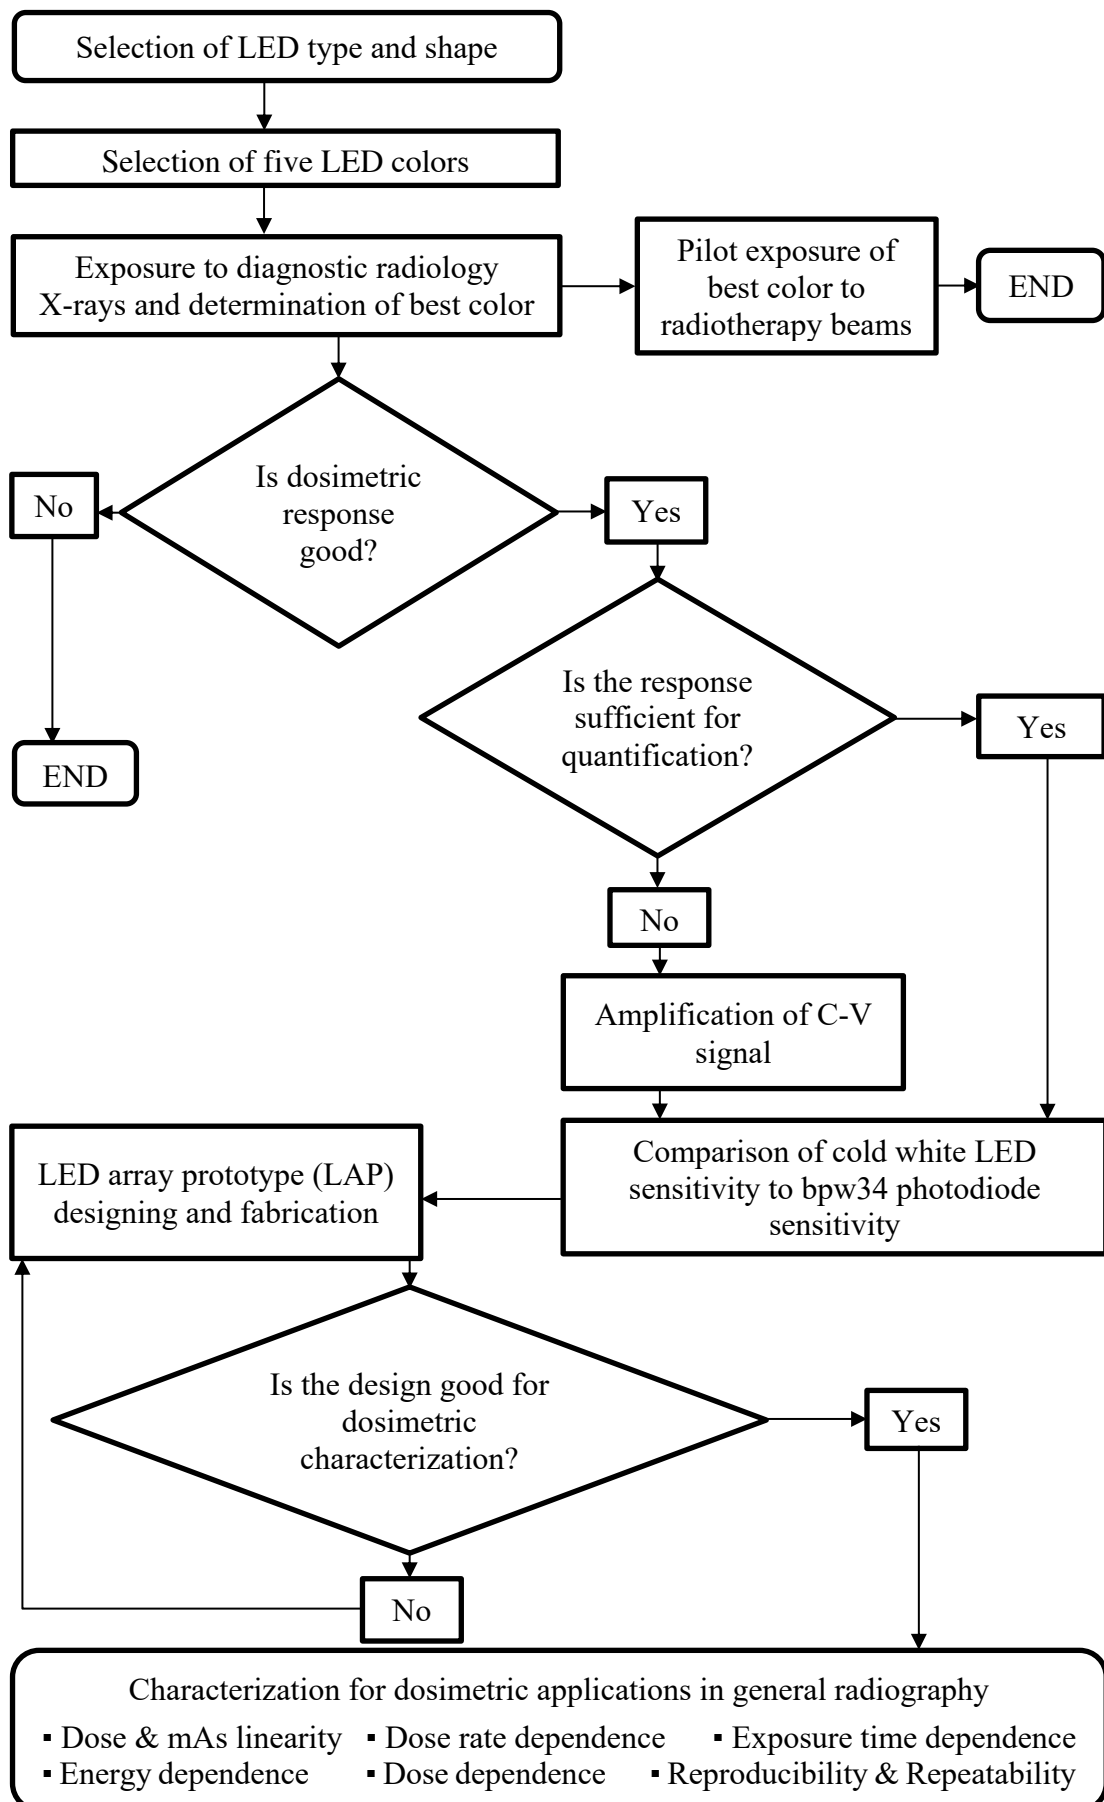 Selection of LED type and shape
Selection of five LED colors
Exposure to diagnostic radiology
X-rays and determination of best color
Pilot exposure of
best color to
radiotherapy beams
END
Is dosimetric
response
good?
No
Yes
END
Is the response
sufficient for
quantification?
Yes
No
Amplification of C-V
signal
Comparison of cold white LED
sensitivity to bpw34 photodiode
sensitivity
LED array prototype (LAP)
designing and fabrication
Is the design good for
dosimetric
characterization?
Yes
No
Characterization for dosimetric applications in general radiography
▪ Dose & mAs linearity ▪ Dose rate dependence ▪ Exposure time dependence
▪ Energy dependence ▪ Dose dependence ▪ Reproducibility & Repeatability